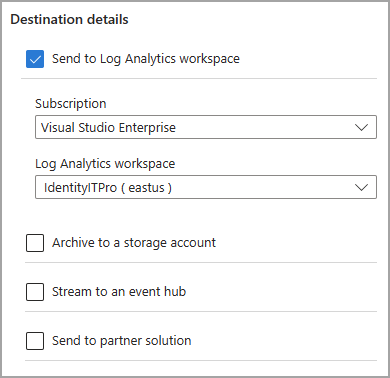 Destination details
Send to Log Analytics workspace
Subscription
Visual Studio Enterprise
Log Analytics workspace
IdentityITPro ( eastus )
Archive to a storage account
Stream to an event hub
Send to partner solution